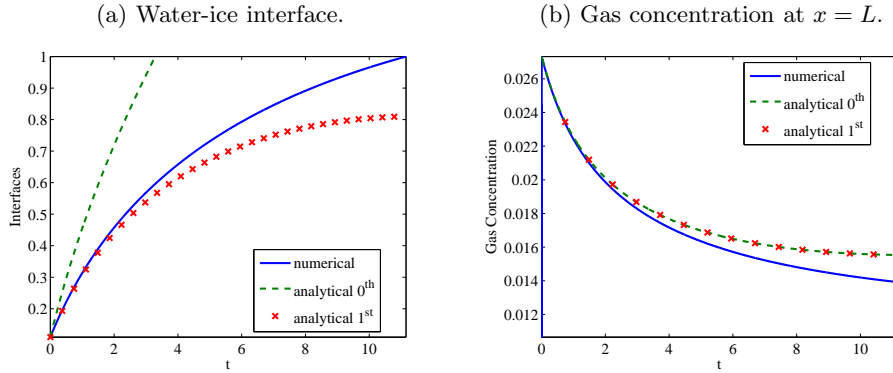 (a) Water-ice interface.
1
0.9
0.8
0.7
0.6
0.5
0.4
0.3
0.2
Interfaces
0 2 4 6 8 10
t
numerical
analytical 0th
analytical 1st
(b) Gas concentration at x = L.
0.026
0.024
0.022
0.02
0.018
0.016
0.014
0.012
Gas Concentration
0 2 4 6 8 10
t
numerical
analytical 0th
analytical 1st